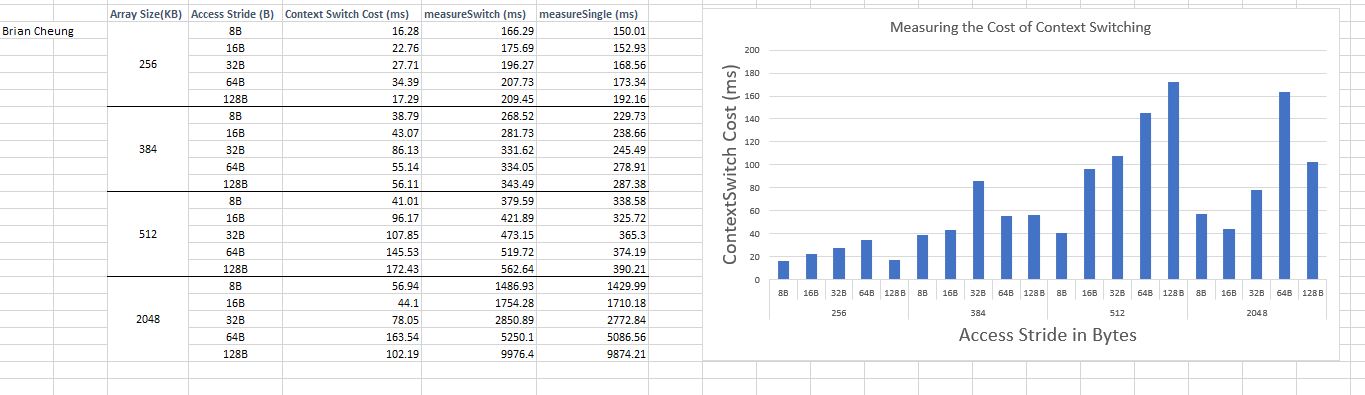 Array Size(KB) Access Stride (B) Context Switch Cost (ms) measureSwitch (ms) measureSingle (ms)
Brian Cheung 8B 16.28 166.29 150.01
16B 22.76 175.69 152.93
256 32B 27.71 196.27 168.56
64B 34.39 207.73 173.34
128B 17.29 209.45 192.16
8B 38.79 268.52 229.73
16B 43.07 281.73 238.66
384 32B 86.13 331.62 245.49
64B 55.14 334.05 278.91
128B 56.11 343.49 287.38
8B 41.01 379.59 338.58
16B 96.17 421.89 325.72
512 32B 107.85 473.15 365.3
64B 145.53 519.72 374.19
128B 172.43 562.64 390.21
8B 56.94 1486.93 1429.99
16B 44.1 1754.28 1710.18
2048 32B 78.05 2850.89 2772.84
64B 163.54 5250.1 5086.56
128B 102.19 9976.4 9874.21
Measuring the Cost of Context Switching
ContextSwitch Cost (ms)
200
180
160
140
120
100
80
60
40
20
0
8B 16B 32B 64B 128B 8B 16B 32B 64B 128B 8B 16B 32B 64B 128B 8B 16B 32B 64B 128B
256 384 512 2048
Access Stride in Bytes